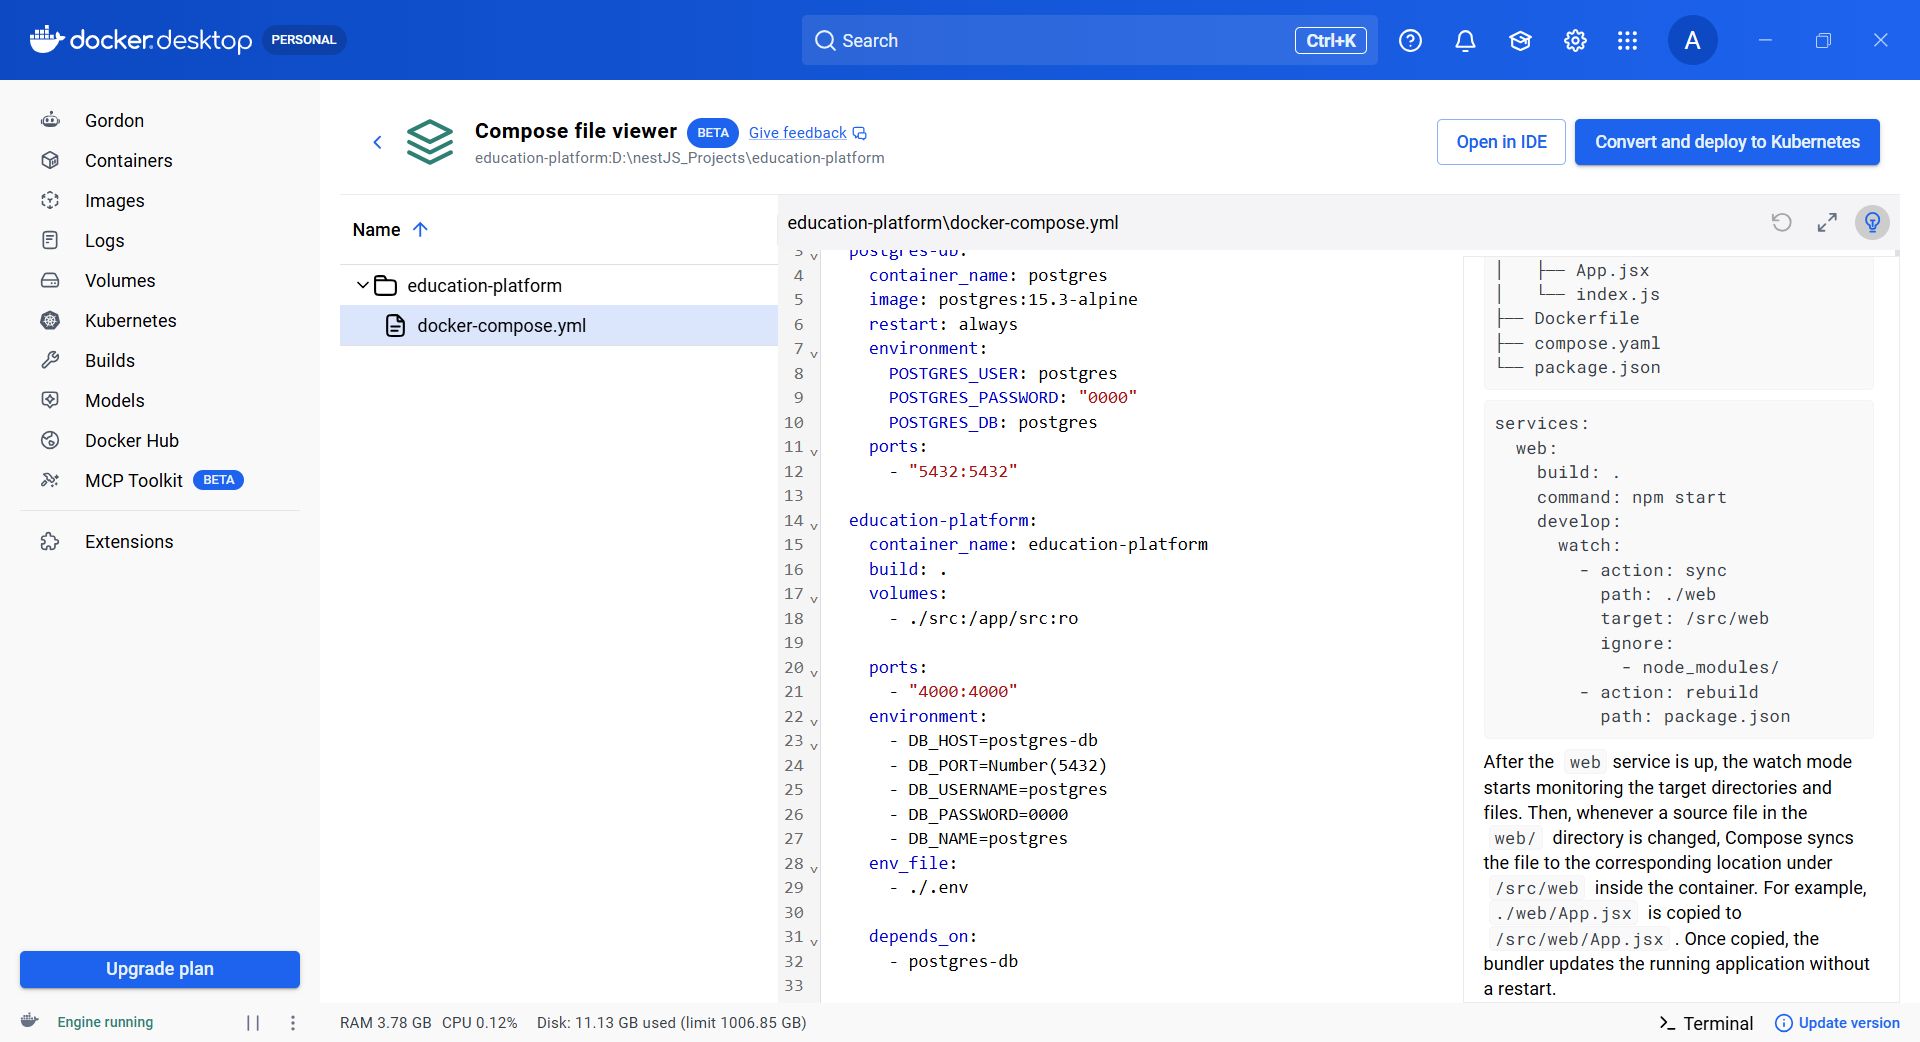 docker.desktop PERSONAL
Search Ctrl+K
A
Gordon
Containers
Images
Logs
Volumes
Kubernetes
Builds
Models
Docker Hub
MCP Toolkit BETA
Extensions
Upgrade plan
Compose file viewer BETA Give feedback
education-platform:D:\nestJS_Projects\education-platform
Open in IDE
Convert and deploy to Kubernetes
Name
education-platform
docker-compose.yml
education-platform\docker-compose.yml
3 postgres-db:
4 container_name: postgres
5 image: postgres:15.3-alpine
6 restart: always
7 environment:
8 POSTGRES_USER: postgres
9 POSTGRES_PASSWORD: "0000"
10 POSTGRES_DB: postgres
11 ports:
12 - "5432:5432"
13
14 education-platform:
15 container_name: education-platform
16 build: .
17 volumes:
18 - ./src:/app/src:ro
19
20 ports:
21 - "4000:4000"
22 environment:
23 - DB_HOST=postgres-db
24 - DB_PORT=Number(5432)
25 - DB_USERNAME=postgres
26 - DB_PASSWORD=0000
27 - DB_NAME=postgres
28 env_file:
29 - ./.env
30
31 depends_on:
32 - postgres-db
33
│   ├── App.jsx
│   └── index.js
├── Dockerfile
├── compose.yaml
└── package.json
services:
web:
build: .
command: npm start
develop:
watch:
- action: sync
path: ./web
target: /src/web
ignore:
- node_modules/
- action: rebuild
path: package.json
After the web service is up, the watch mode
starts monitoring the target directories and
files. Then, whenever a source file in the
web/ directory is changed, Compose syncs
the file to the corresponding location under
/src/web inside the container. For example,
./web/App.jsx is copied to
/src/web/App.jsx . Once copied, the
bundler updates the running application without
a restart.
Engine running
RAM 3.78 GB CPU 0.12% Disk: 11.13 GB used (limit 1006.85 GB)
Terminal
Update version